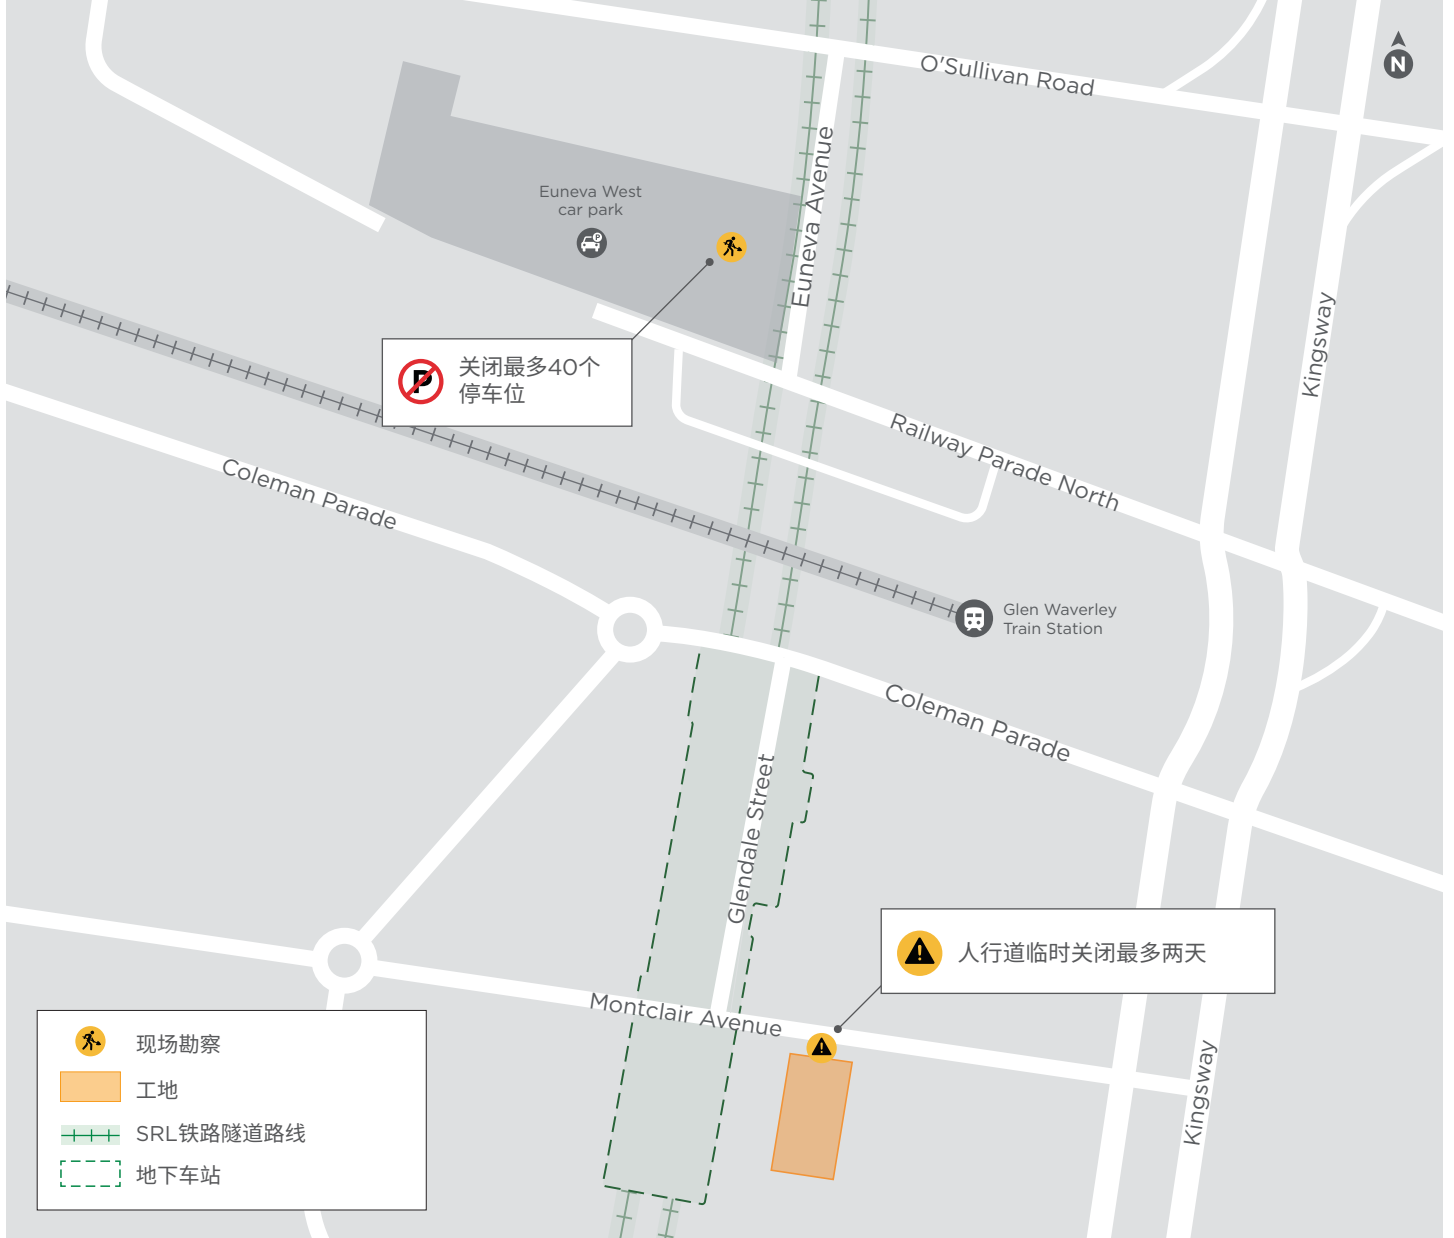 O'Sullivan Road
N
Euneva Avenue
Euneva West
car park
P
Kingsway
P
关闭最多40个
停车位
Railway Parade North
Coleman Parade
Glen Waverley
Train Station
Coleman Parade
Glendale Street
人行道临时关闭最多两天
Montclair Avenue
Kingsway
现场勘察
工地
SRL铁路隧道路线
地下车站